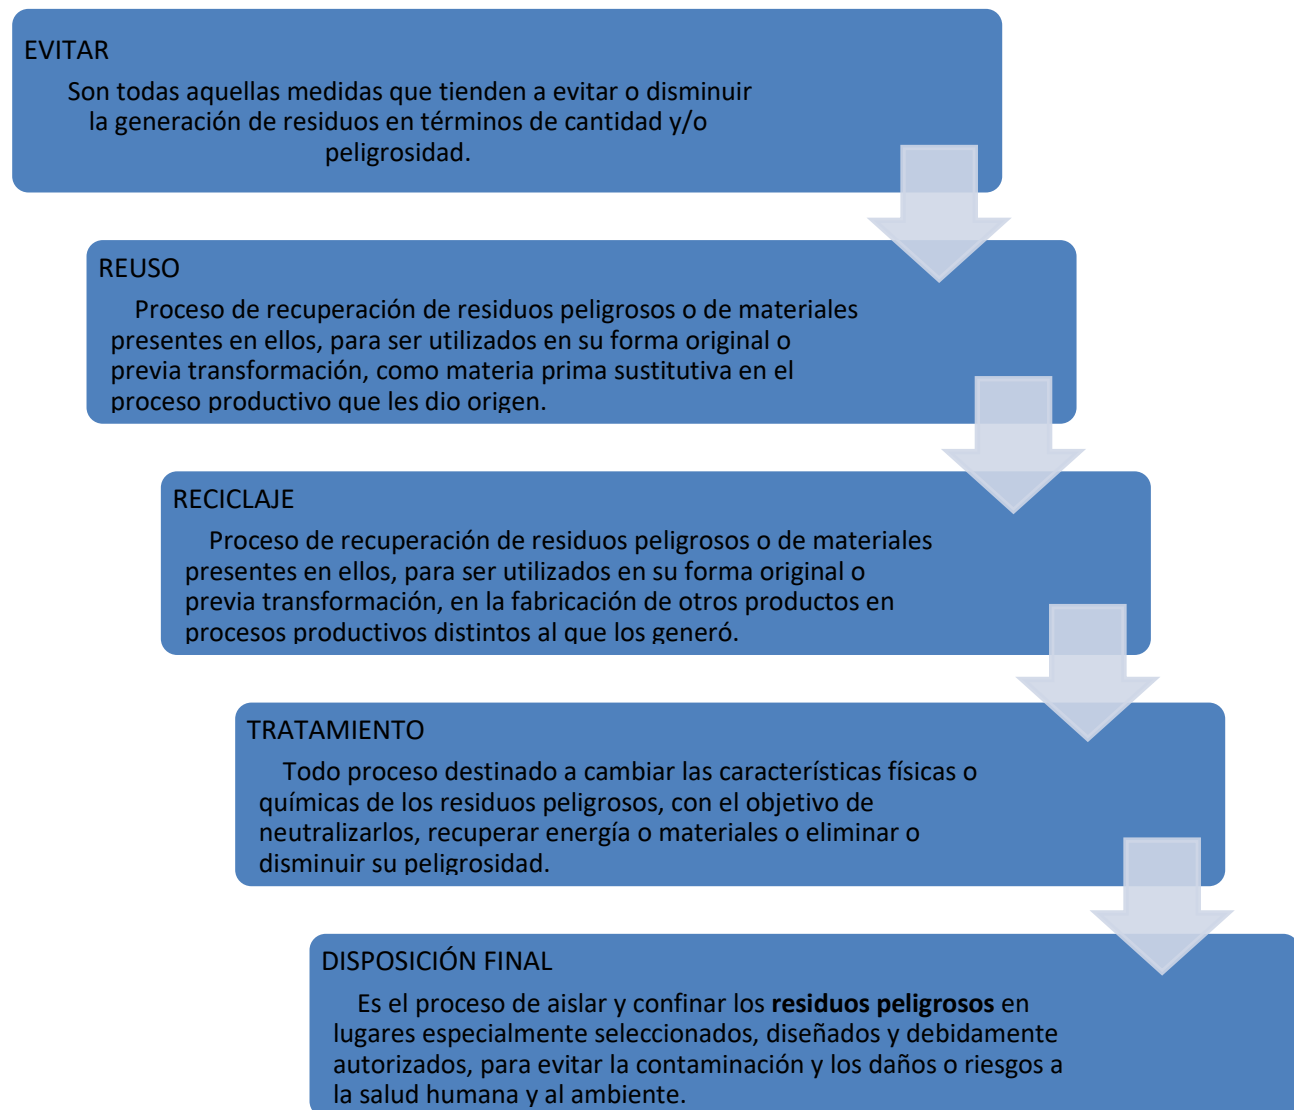 EVITAR
Son todas aquellas medidas que tienden a evitar o disminuir
la generación de residuos en términos de cantidad y/o
peligrosidad.
REUSO
Proceso de recuperación de residuos peligrosos o de materiales
presentes en ellos, para ser utilizados en su forma original o
previa transformación, como materia prima sustitutiva en el
proceso productivo que les dio origen.
RECICLAJE
Proceso de recuperación de residuos peligrosos o de materiales
presentes en ellos, para ser utilizados en su forma original o
previa transformación, en la fabricación de otros productos en
procesos productivos distintos al que los generó.
TRATAMIENTO
Todo proceso destinado a cambiar las características físicas o
químicas de los residuos peligrosos, con el objetivo de
neutralizarlos, recuperar energía o materiales o eliminar o
disminuir su peligrosidad.
DISPOSICIÓN FINAL
Es el proceso de aislar y confinar los residuos peligrosos en
lugares especialmente seleccionados, diseñados y debidamente
autorizados, para evitar la contaminación y los daños o riesgos a
la salud humana y al ambiente.